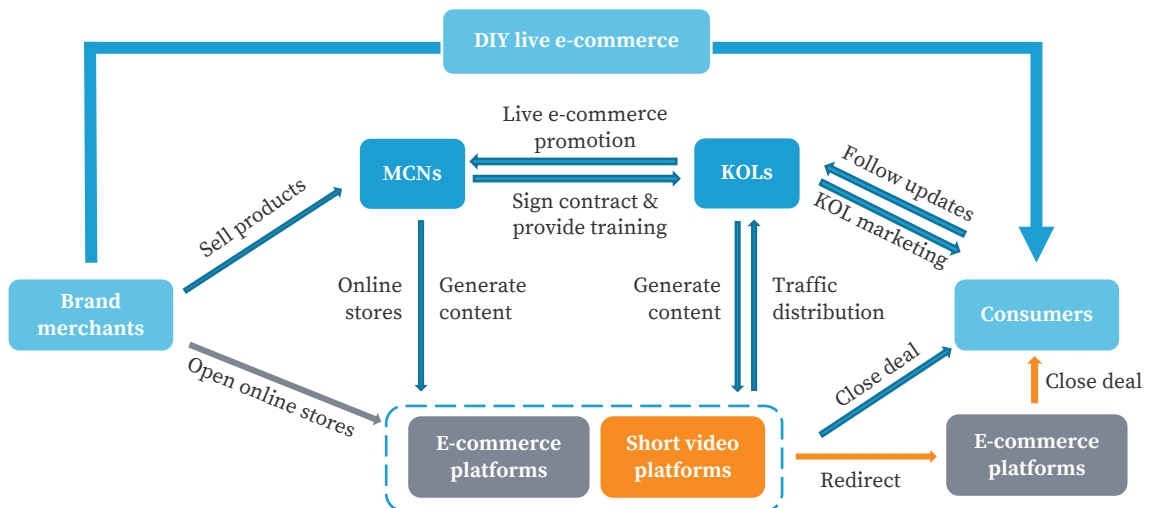 DIY live e-commerce
Live e-commerce
promotion
MCNs
KOLs
Sign contract &
provide training
Follow updates
KOL marketing
Sell products
Brand
merchants
Online
stores
Generate
content
Generate
content
Traffic
distribution
Consumers
Open online stores
Close deal
Close deal
E-commerce
platforms
Short video
platforms
Redirect
E-commerce
platforms